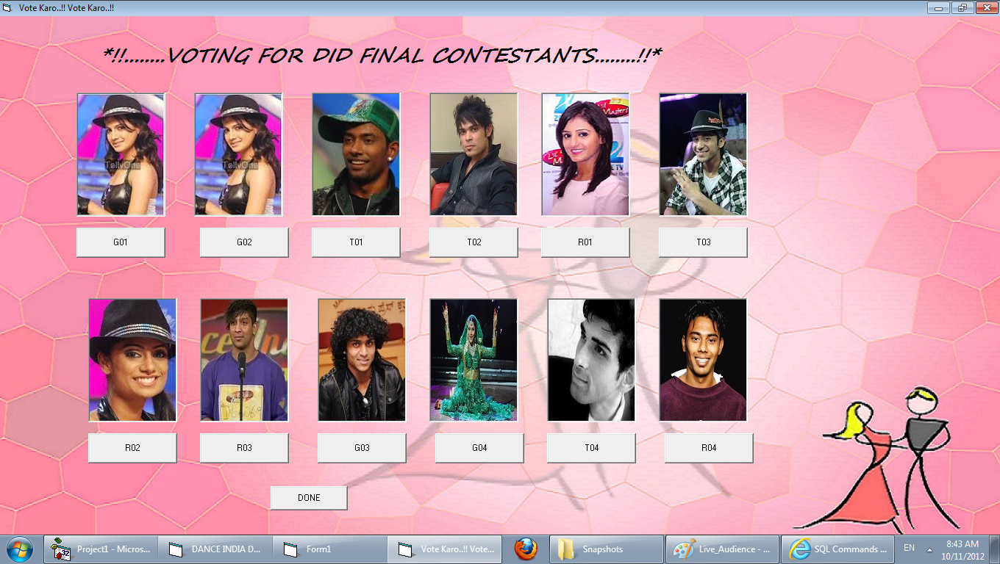 Vote Karo..!! Vote Karo..!!
*!!........VOTING FOR DID FINAL CONTESTANTS........!!*
TellyOne
TellyOne
Masters
G01
G02
T01
T02
R01
T03
R02
R03
G03
G04
T04
R04
DONE
Project1 - Micros...
DANCE INDIA D...
Form1
Vote Karo..!! Vote...
Snapshots
Live_Audience - ...
SQL Commands ...
EN
8:43 AM
10/11/2012